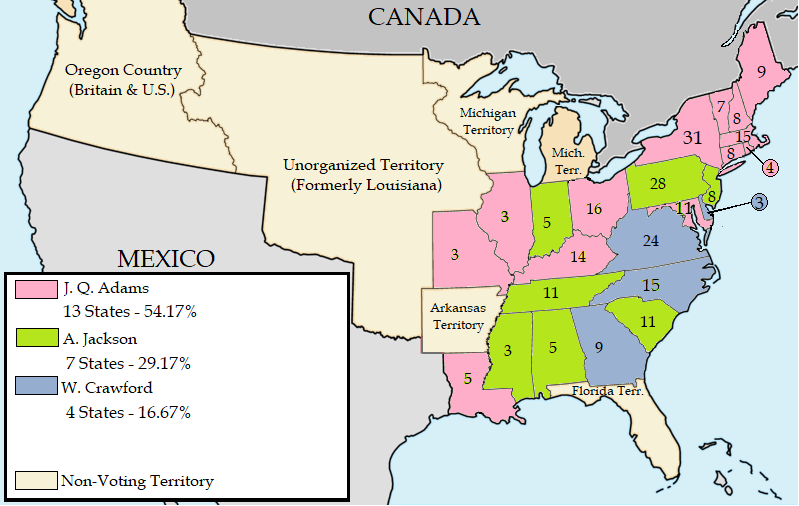 CANADA
Oregon Country
(Britain & U.S.)
9
Michigan
Territory
7
8
31
15
Mich.
Terr.
8
4
Unorganized Territory
(Formerly Louisiana)
28
8
3
3
5
16
11
3
24
14
MEXICO
11
15
Arkansas
Territory
11
3
5
9
5
Florida Terr.
J. Q. Adams
13 States - 54.17%
A. Jackson
7 States - 29.17%
W. Crawford
4 States - 16.67%
Non-Voting Territory